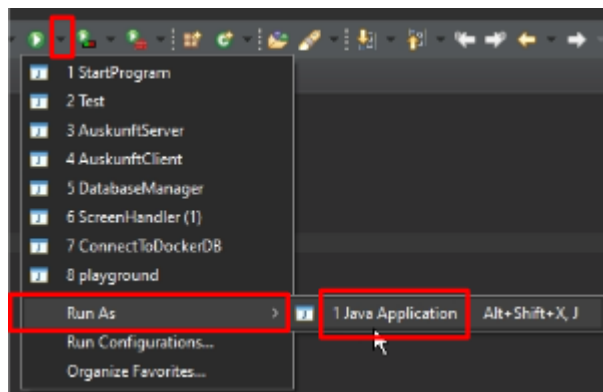 1 StartProgram
2 Test
3 AuskunftServer
4 AuskunftClient
5 DatabaseManager
6 ScreenHandler (1)
7 ConnectToDockerDB
8 playground
Run As > 1 Java Application Alt+Shift+X, J
Run Configurations...
Organize Favorites...